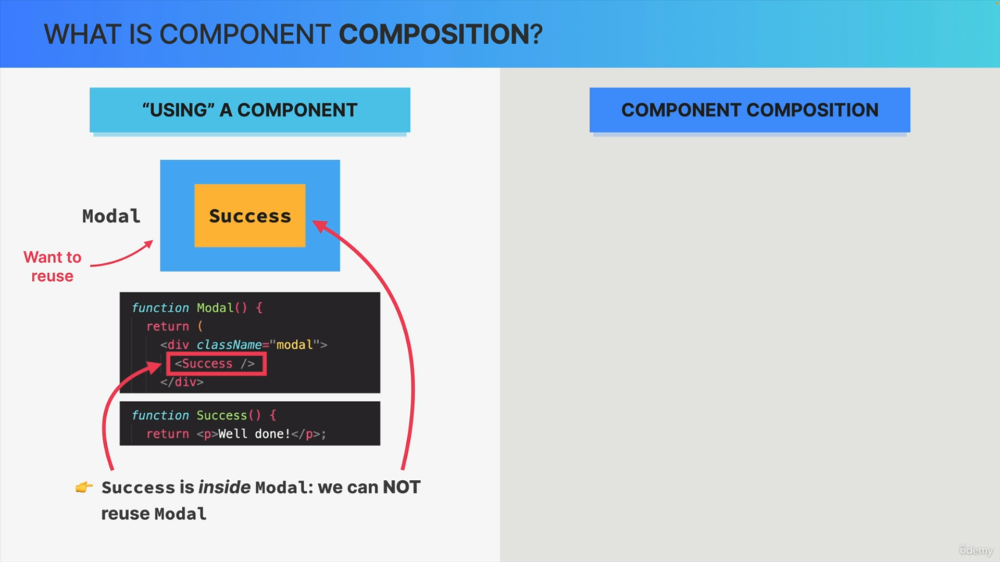 WHAT IS COMPONENT COMPOSITION?
“USING” A COMPONENT
COMPONENT COMPOSITION
Modal
Success
Want to
reuse
function Modal() {
return (
<div className="modal">
<Success />
</div>
function Success() {
return <p>Well done!</p>;
👉 Success is inside Modal: we can NOT
reuse Modal
ûdemy